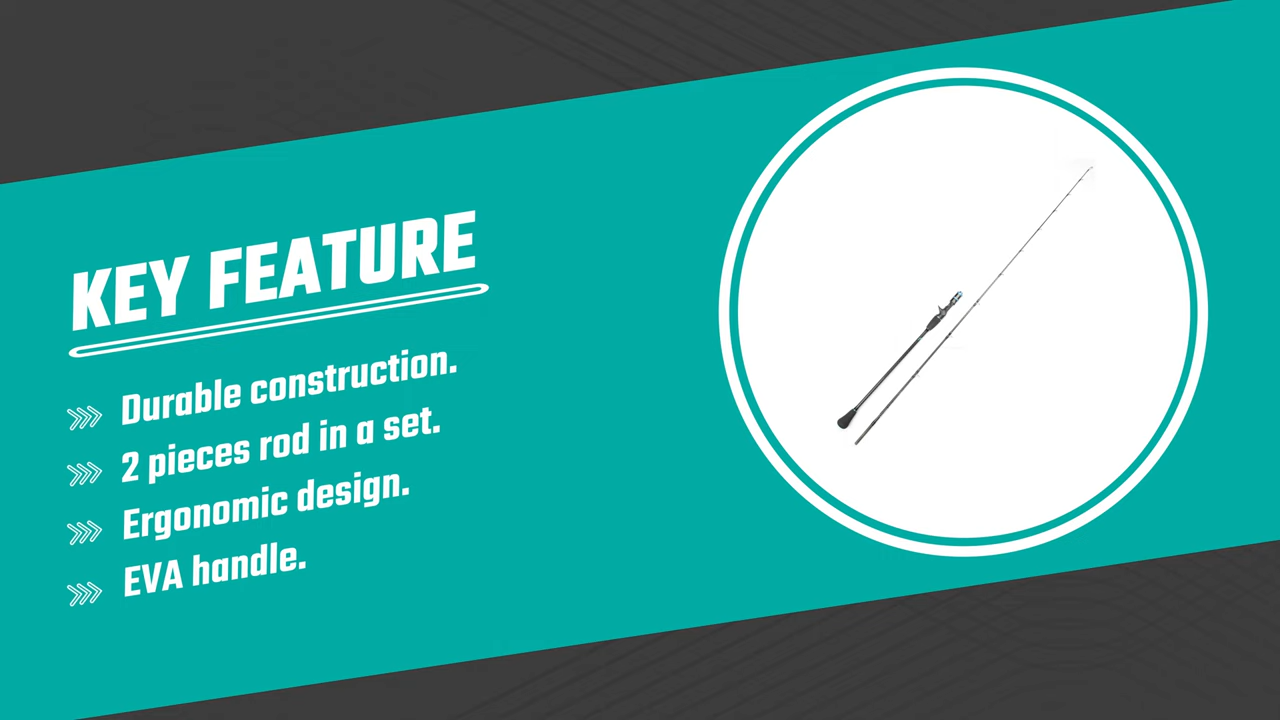 KEY FEATURE
Durable construction.
2 pieces rod in a set.
Ergonomic design.
EVA handle.